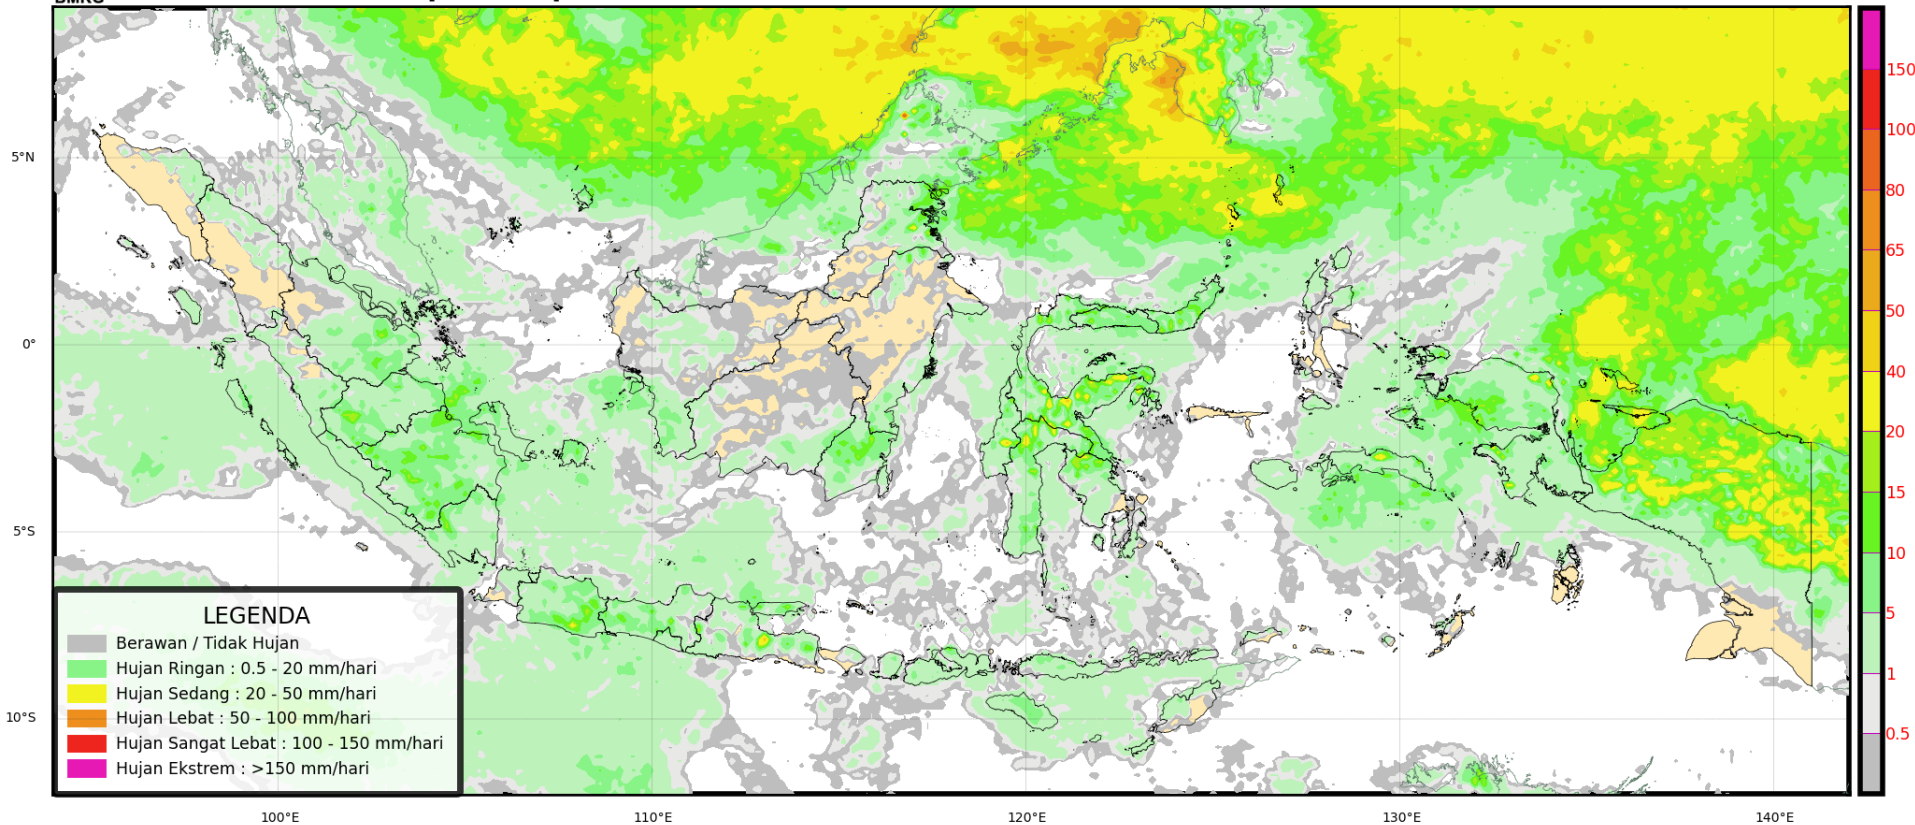 BMKG
5°N
0°
5°S
10°S
LEGENDA
Berawan / Tidak Hujan
Hujan Ringan : 0.5 - 20 mm/hari
Hujan Sedang : 20 - 50 mm/hari
Hujan Lebat : 50 - 100 mm/hari
Hujan Sangat Lebat : 100 - 150 mm/hari
Hujan Ekstrem : >150 mm/hari
100°E
110°E
120°E
130°E
140°E
150
100
80
65
50
40
20
15
10
5
1
0.5